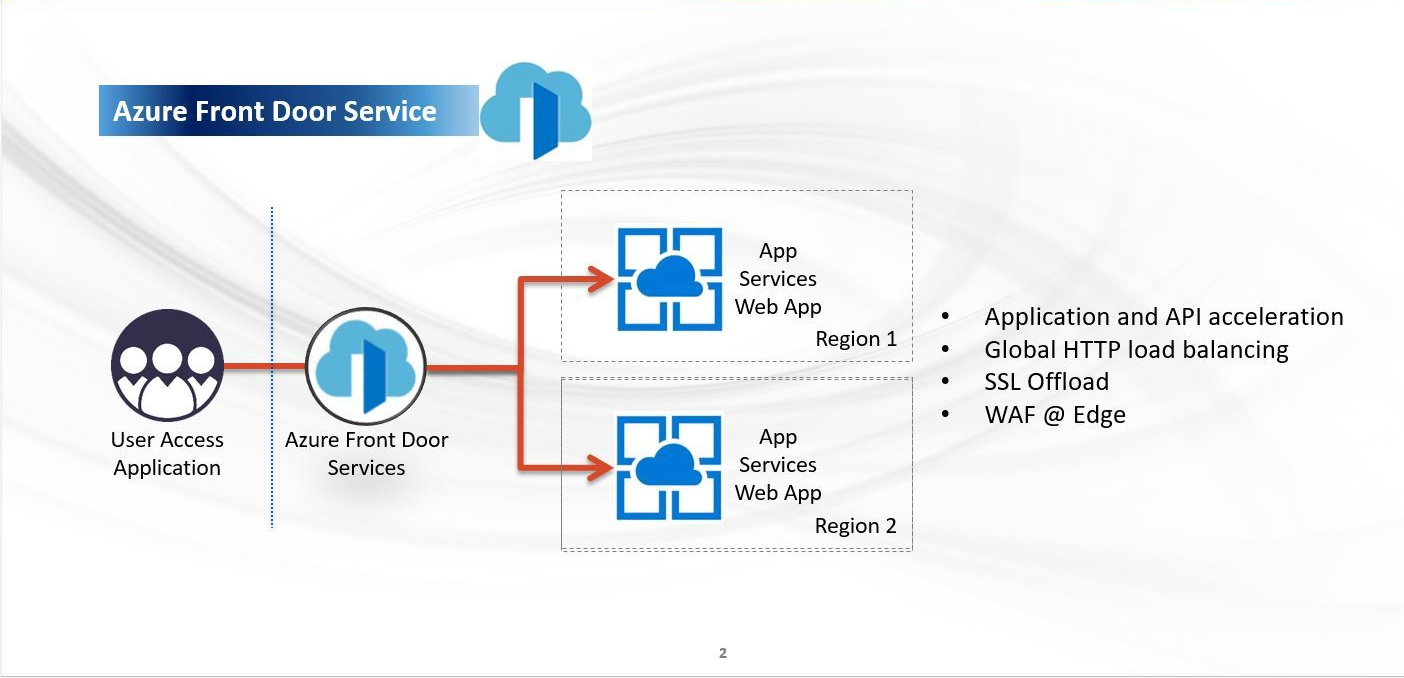 Azure Front Door Service
User Access
Application
Azure Front Door
Services
App
Services
Web App
Region 1
App
Services
Web App
Region 2
• Application and API acceleration
• Global HTTP load balancing
• SSL Offload
• WAF @ Edge
2